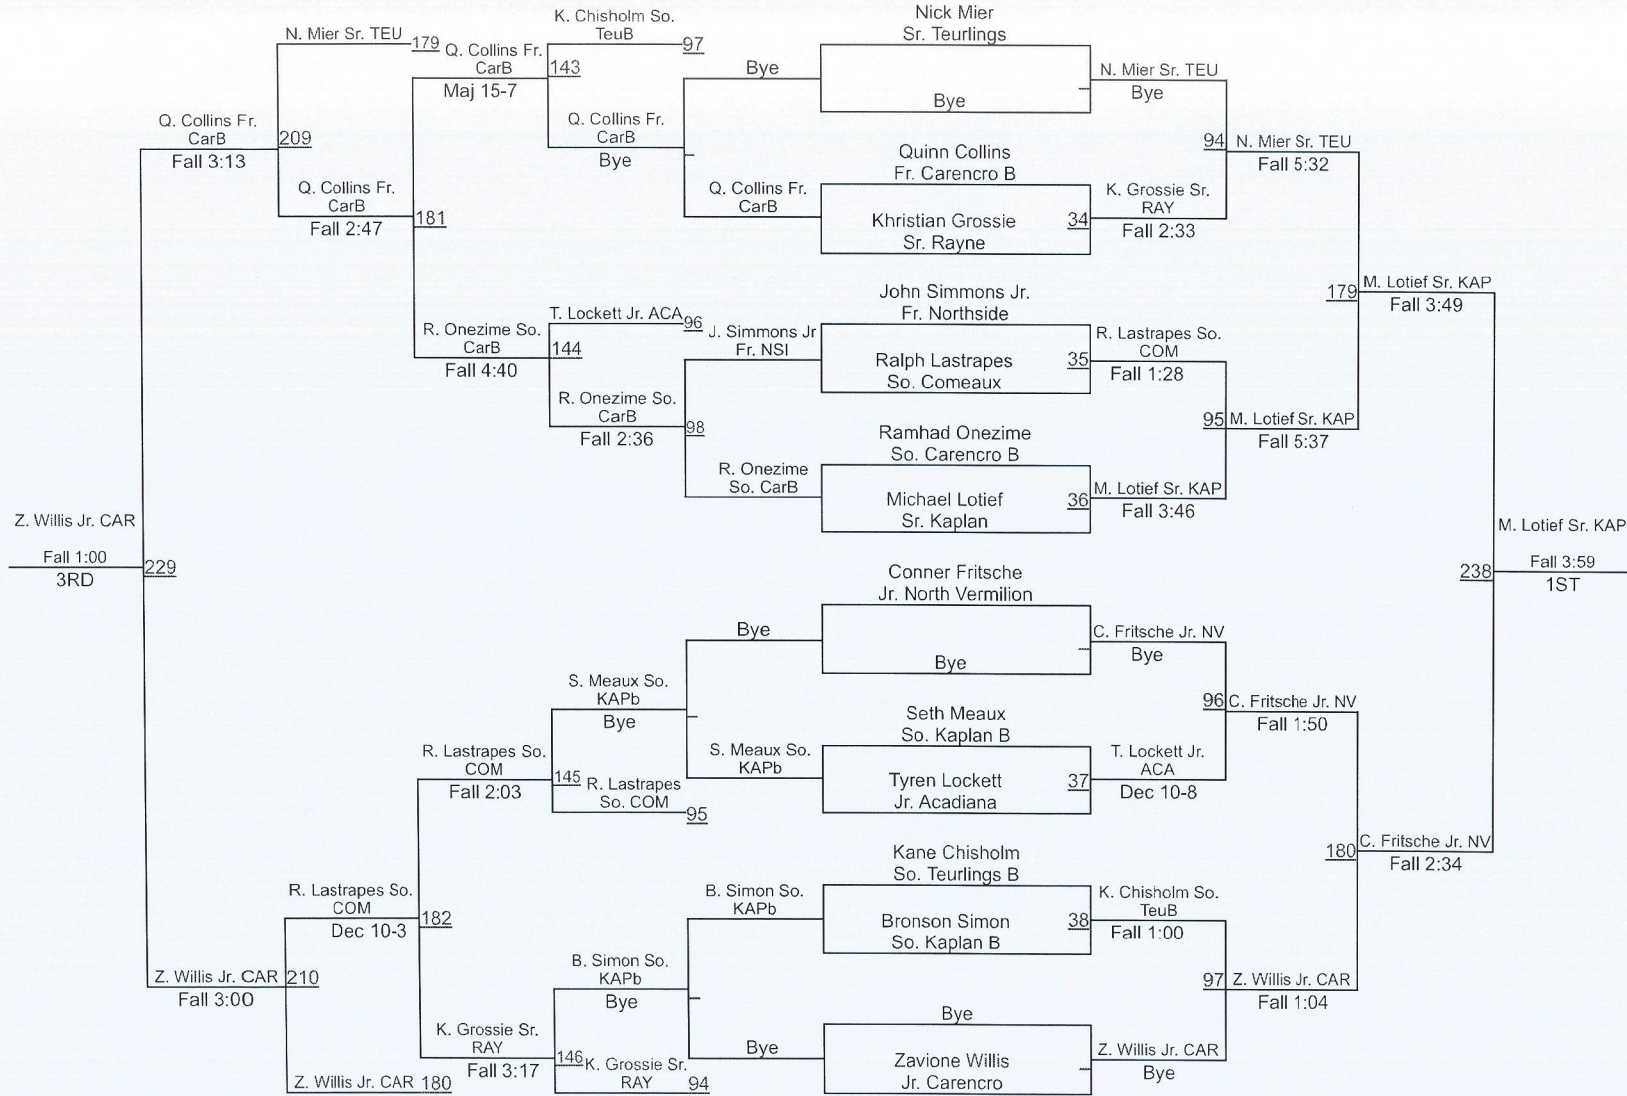 Nick Mier
Sr. Teurlings
Bye
Quinn Collins
Fr. Carencro B
Khristian Grossie
Sr. Rayne
34
John Simmons Jr.
Fr. Northside
Ralph Lastrapes
So. Comeaux
35
Ramhad Onezime
So. Carencro B
Michael Lotief
Sr. Kaplan
36
Conner Fritsche
Jr. North Vermilion
Bye
Seth Meaux
So. Kaplan B
Tyren Lockett
Jr. Acadiana
37
Kane Chisholm
So. Teurlings B
Bronson Simon
So. Kaplan B
38
Bye
Zavione Willis
Jr. Carencro
N. Mier Sr. TEU
Bye
94
K. Grossie Sr.
RAY
Fall 2:33
R. Lastrapes So.
COM
Fall 1:28
95
M. Lotief Sr. KAP
Fall 3:46
C. Fritsche Jr. NV
Bye
96
T. Lockett Jr.
ACA
Dec 10-8
K. Chisholm So.
TeuB
Fall 1:00
97
Z. Willis Jr. CAR
Bye
N. Mier Sr. TEU
Fall 5:32
179
M. Lotief Sr. KAP
Fall 5:37
C. Fritsche Jr. NV
Fall 1:50
180
Z. Willis Jr. CAR
Fall 1:04
M. Lotief Sr. KAP
Fall 3:49
238
C. Fritsche Jr. NV
Fall 2:34
M. Lotief Sr. KAP
Fall 3:59
1ST
Bye
Q. Collins Fr.
CarB
J. Simmons Jr
Fr. NSI
98
R. Onezime
So. CarB
Bye
S. Meaux So.
KAPb
B. Simon So.
KAPb
Bye
K. Chisholm So.
TeuB
97
143
Q. Collins Fr.
CarB
Bye
T. Lockett Jr. ACA
96
144
R. Onezime So.
CarB
Fall 2:36
S. Meaux So.
KAPb
Bye
145
R. Lastrapes
So. COM
95
B. Simon So.
KAPb
Bye
146
K. Grossie Sr.
RAY
94
Q. Collins Fr.
CarB
Maj 15-7
181
R. Onezime So.
CarB
Fall 4:40
R. Lastrapes So.
COM
Fall 2:03
182
K. Grossie Sr.
RAY
Fall 3:17
N. Mier Sr. TEU
179
209
Q. Collins Fr.
CarB
Fall 2:47
R. Lastrapes So.
COM
Dec 10-3
210
Z. Willis Jr. CAR 180
Q. Collins Fr.
CarB
Fall 3:13
229
Z. Willis Jr. CAR
Fall 3:00
Z. Willis Jr. CAR
Fall 1:00
3RD